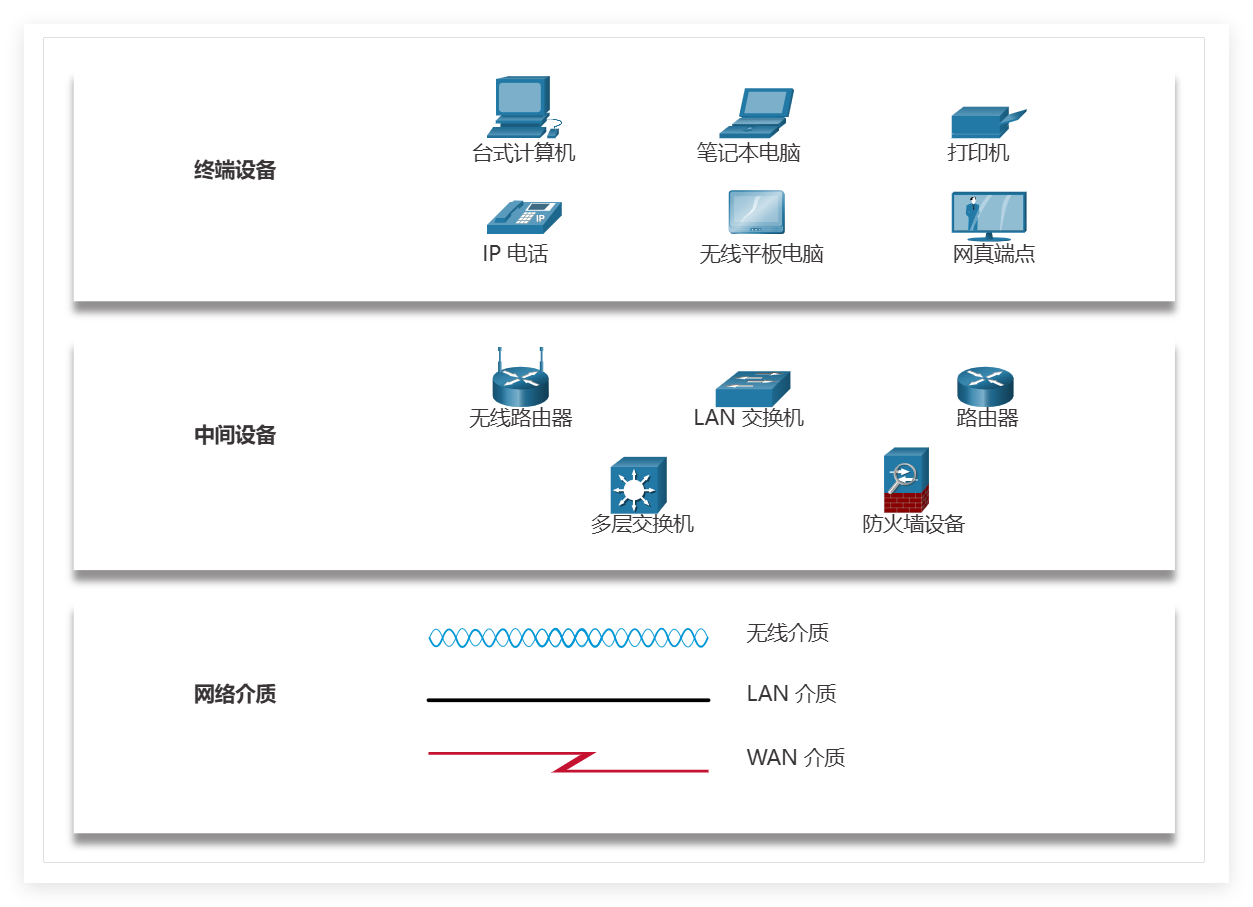 终端设备
台式计算机
笔记本电脑
打印机
IP
IP 电话
无线平板电脑
网真端点
中间设备
无线路由器
LAN 交换机
路由器
多层交换机
防火墙设备
网络介质
无线介质
LAN 介质
WAN 介质